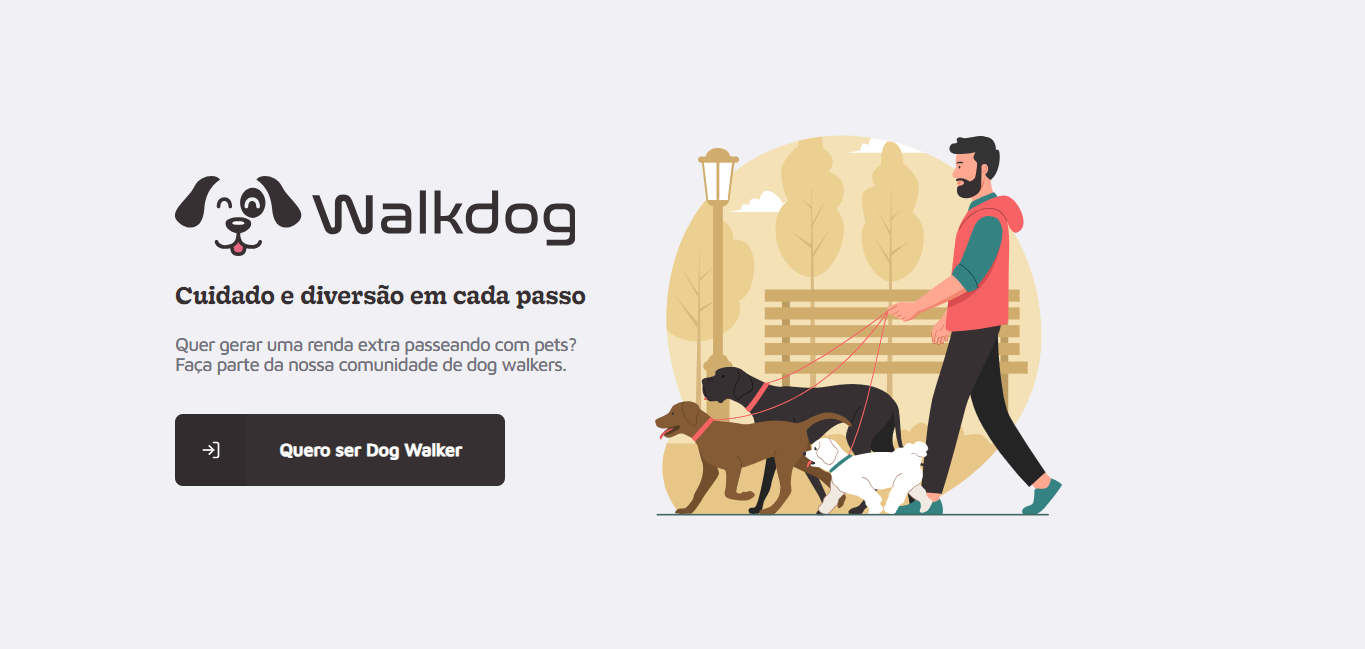 Walkdog
Cuidado e diversão em cada passo
Quer gerar uma renda extra passeando com pets?
Faça parte da nossa comunidade de dog walkers.
Quero ser Dog Walker